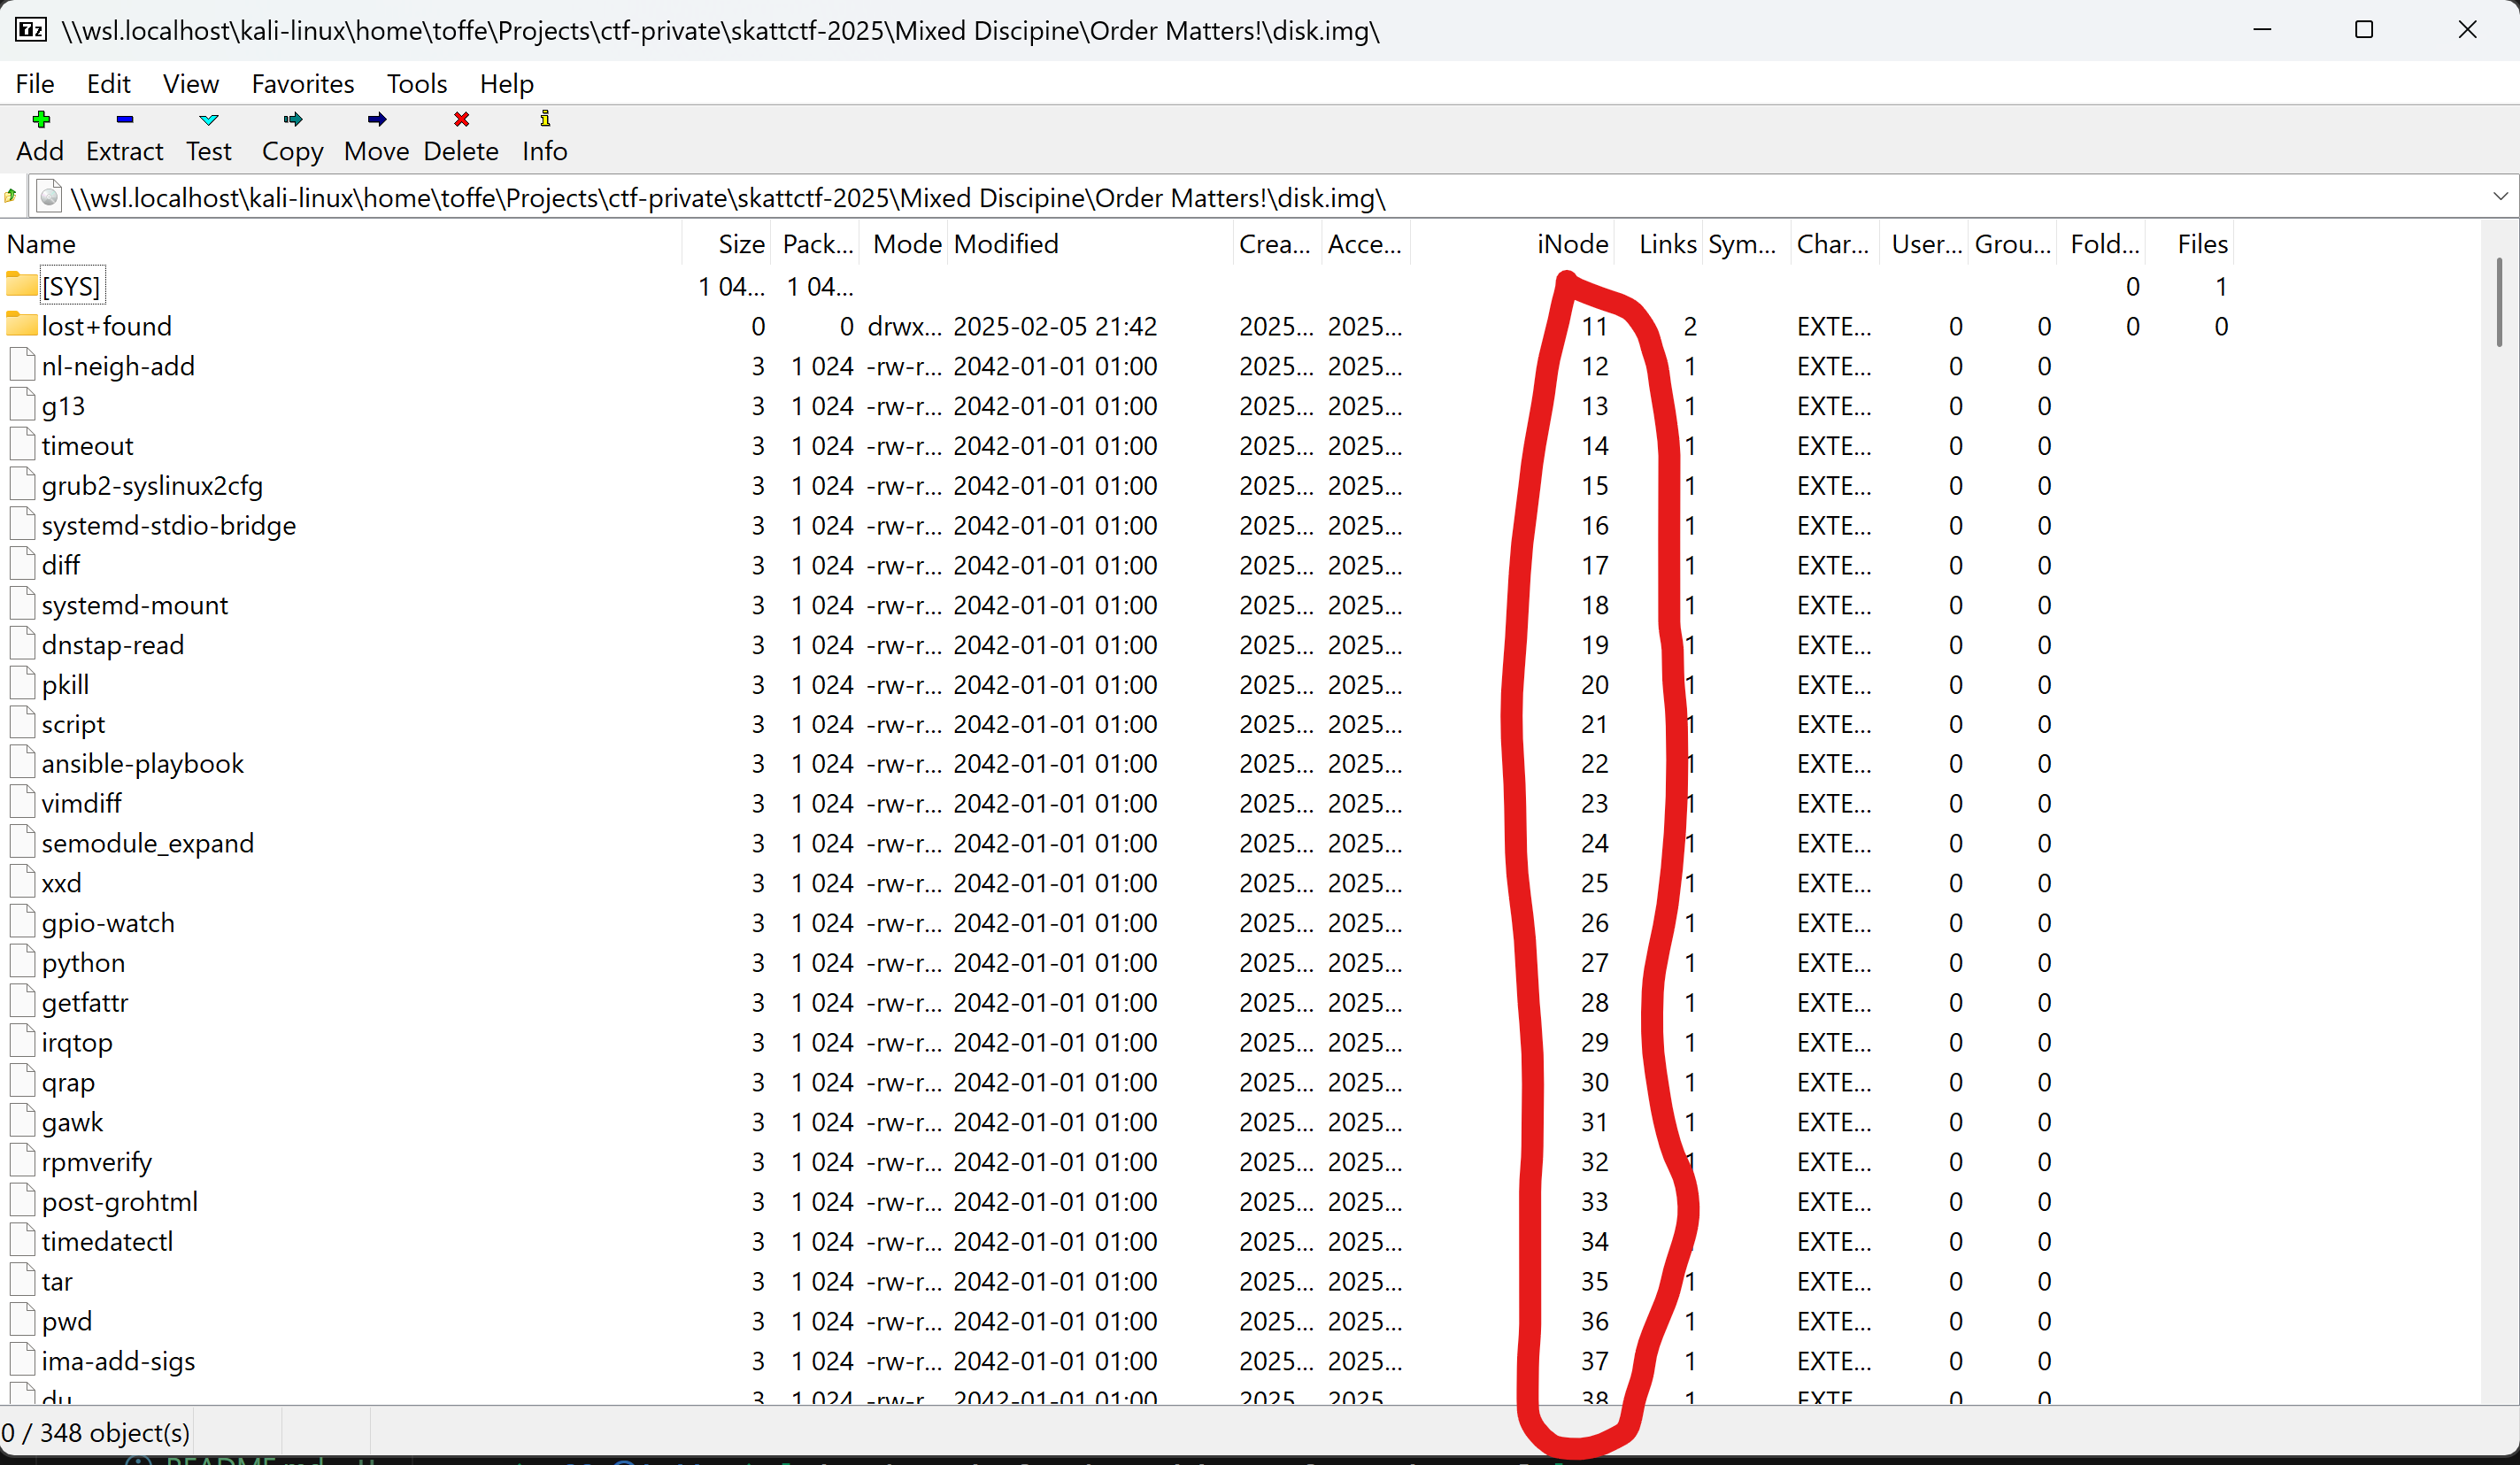 \\wsl.localhost\kali-linux\home\toffe\Projects\ctf-private\skattctf-2025\Mixed Discipine\Order Matters!\disk.img\
File Edit View Favorites Tools Help
Add Extract Test Copy Move Delete Info
\\wsl.localhost\kali-linux\home\toffe\Projects\ctf-private\skattctf-2025\Mixed Discipine\Order Matters!\disk.img\
Name Size Pack... Mode Modified Crea... Acce... iNode Links Sym... Char... User... Grou... Fold... Files
[SYS] 1 04... 1 04... 0 1
lost+found 0 0 drwx... 2025-02-05 21:42 2025... 2025... 11 2 EXTE... 0 0 0 0
nl-neigh-add 3 1 024 -rw-r... 2042-01-01 01:00 2025... 2025... 12 1 EXTE... 0 0
g13 3 1 024 -rw-r... 2042-01-01 01:00 2025... 2025... 13 1 EXTE... 0 0
timeout 3 1 024 -rw-r... 2042-01-01 01:00 2025... 2025... 14 1 EXTE... 0 0
grub2-syslinux2cfg 3 1 024 -rw-r... 2042-01-01 01:00 2025... 2025... 15 1 EXTE... 0 0
systemd-stdio-bridge 3 1 024 -rw-r... 2042-01-01 01:00 2025... 2025... 16 1 EXTE... 0 0
diff 3 1 024 -rw-r... 2042-01-01 01:00 2025... 2025... 17 1 EXTE... 0 0
systemd-mount 3 1 024 -rw-r... 2042-01-01 01:00 2025... 2025... 18 1 EXTE... 0 0
dnstap-read 3 1 024 -rw-r... 2042-01-01 01:00 2025... 2025... 19 1 EXTE... 0 0
pkill 3 1 024 -rw-r... 2042-01-01 01:00 2025... 2025... 20 1 EXTE... 0 0
script 3 1 024 -rw-r... 2042-01-01 01:00 2025... 2025... 21 1 EXTE... 0 0
ansible-playbook 3 1 024 -rw-r... 2042-01-01 01:00 2025... 2025... 22 1 EXTE... 0 0
vimdiff 3 1 024 -rw-r... 2042-01-01 01:00 2025... 2025... 23 1 EXTE... 0 0
semodule_expand 3 1 024 -rw-r... 2042-01-01 01:00 2025... 2025... 24 1 EXTE... 0 0
xxd 3 1 024 -rw-r... 2042-01-01 01:00 2025... 2025... 25 1 EXTE... 0 0
gpio-watch 3 1 024 -rw-r... 2042-01-01 01:00 2025... 2025... 26 1 EXTE... 0 0
python 3 1 024 -rw-r... 2042-01-01 01:00 2025... 2025... 27 1 EXTE... 0 0
getfattr 3 1 024 -rw-r... 2042-01-01 01:00 2025... 2025... 28 1 EXTE... 0 0
irqtop 3 1 024 -rw-r... 2042-01-01 01:00 2025... 2025... 29 1 EXTE... 0 0
qrap 3 1 024 -rw-r... 2042-01-01 01:00 2025... 2025... 30 1 EXTE... 0 0
gawk 3 1 024 -rw-r... 2042-01-01 01:00 2025... 2025... 31 1 EXTE... 0 0
rpmverify 3 1 024 -rw-r... 2042-01-01 01:00 2025... 2025... 32 1 EXTE... 0 0
post-grohtml 3 1 024 -rw-r... 2042-01-01 01:00 2025... 2025... 33 EXTE... 0 0
timedatectl 3 1 024 -rw-r... 2042-01-01 01:00 2025... 2025... 34 EXTE... 0 0
tar 3 1 024 -rw-r... 2042-01-01 01:00 2025... 2025... 35 1 EXTE... 0 0
pwd 3 1 024 -rw-r... 2042-01-01 01:00 2025... 2025... 36 1 EXTE... 0 0
ima-add-sigs 3 1 024 -rw-r... 2042-01-01 01:00 2025... 2025... 37 1 EXTE... 0 0
du 3 1 024 -rw-r 2042-01-01 01:00 2025 2025 38 1 EXTE 0 0
0 / 348 object(s)
README.md